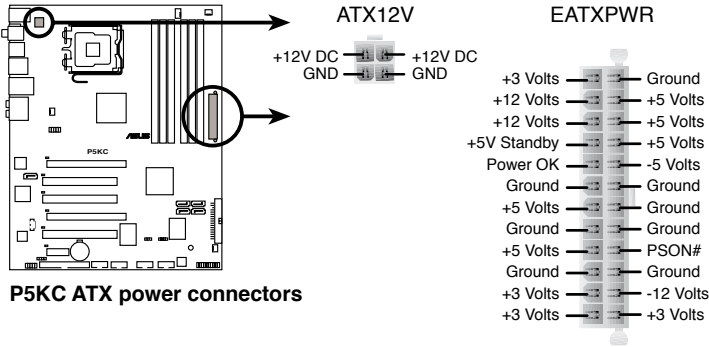 ATX12V
EATXPWR
+12V DC +12V DC
GND GND
+3 Volts Ground
+12 Volts +5 Volts
+12 Volts +5 Volts
+5V Standby +5 Volts
Power OK -5 Volts
Ground Ground
+5 Volts Ground
Ground Ground
+5 Volts PSON#
Ground Ground
+3 Volts -12 Volts
+3 Volts +3 Volts
ASUS
P5KC
P5KC ATX power connectors